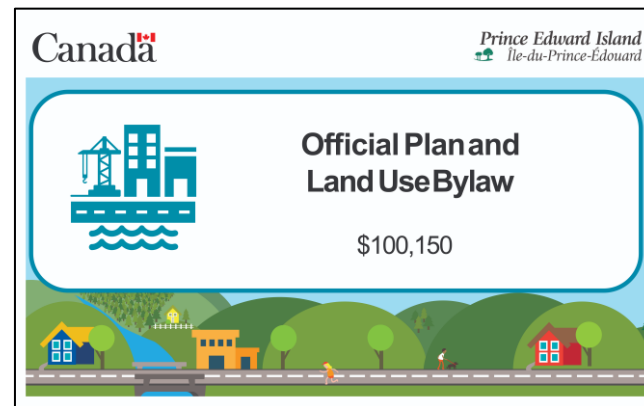 Canada
Prince Edward Island
Île-du-Prince-Édouard
Official Plan and
Land Use Bylaw
$100,150